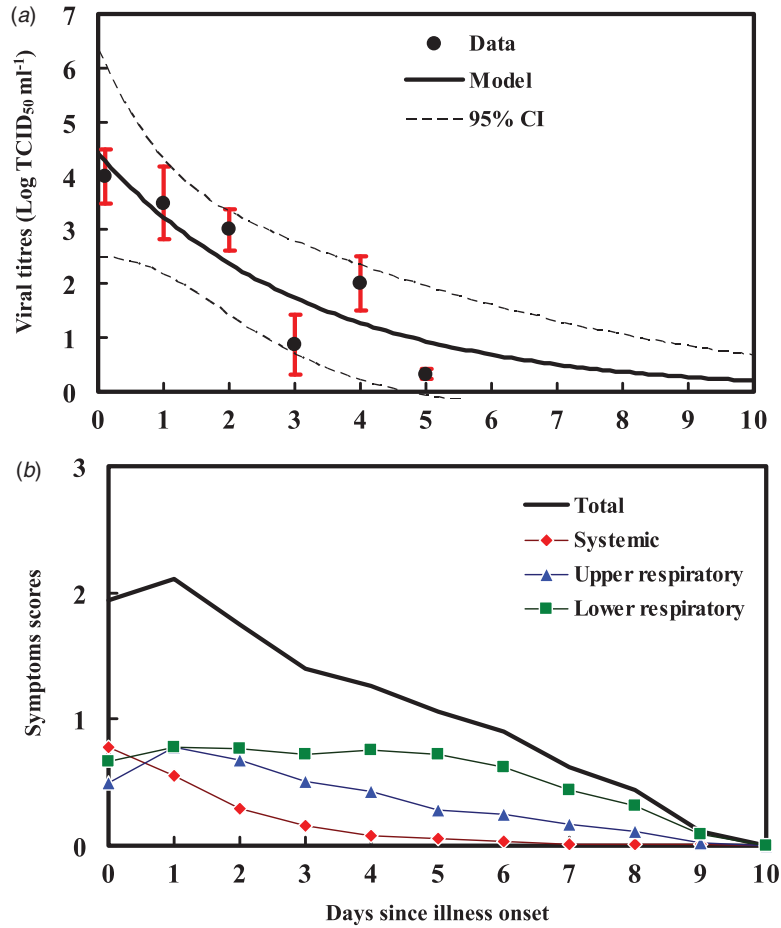 (a)
7
6
5
4
3
2
1
0
Viral titres (Log TCID50 ml-1)
Data
Model
95% CI
0 1 2 3 4 5 6 7 8 9 10
(b)
3
2
1
0
Symptoms scores
Total
Systemic
Upper respiratory
Lower respiratory
0 1 2 3 4 5 6 7 8 9 10
Days since illness onset